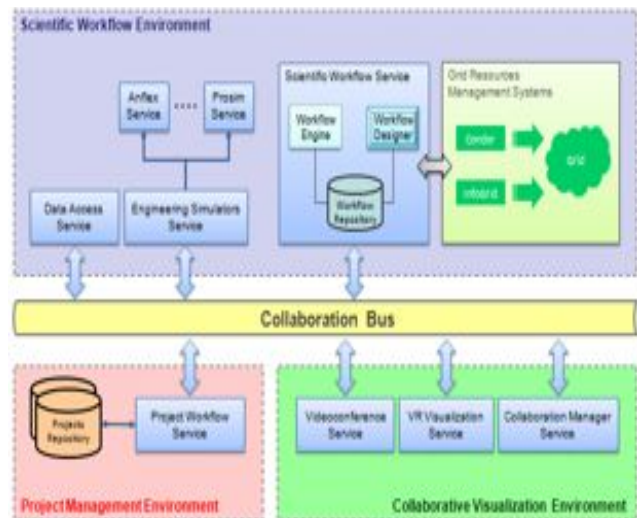 Scientific Workflow Environment
Anflex
Service
....
Prosim
Service
Scientific Workflow Service
Workflow
Engine
Workflow
Designer
Workflow
Repository
Grid Resources
Management Systems
Condor
InteGrid
Grid
Data Access
Service
Engineering Simulators
Service
Collaboration Bus
Projects
Repository
Project Workflow
Service
Project Management Environment
Videoconference
Service
VR Visualization
Service
Collaboration Manager
Service
Collaborative Visualization Environment